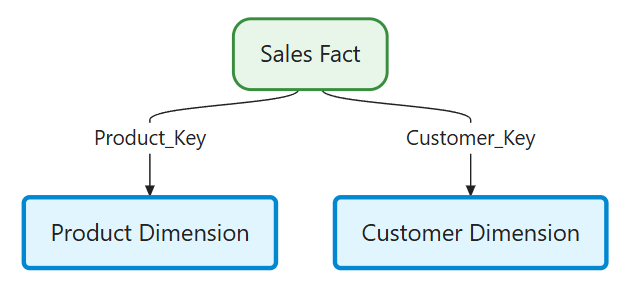 Sales Fact
Product_Key
Customer_Key
Product Dimension
Customer Dimension